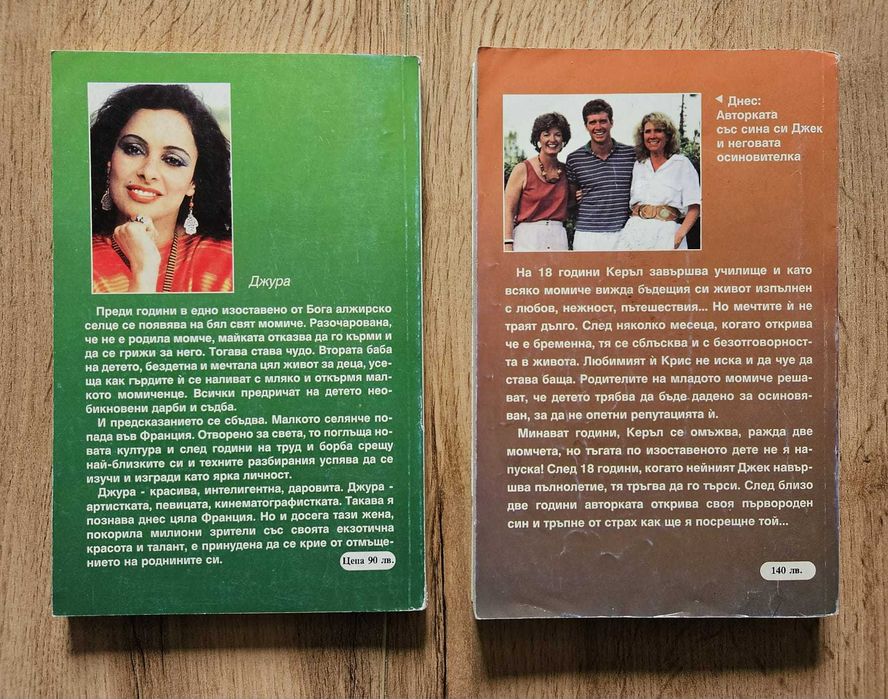 Джура
Преди години в едно изоставено от Бога алжирско
селце се появява на бял свят момиче. Разочарована,
че не е родила момче, майката отказва да го кърми и
да се грижи за него. Тогава става чудо. Втората баба
на детето, бездетна и мечтала цял живот за деца, усе-
ща как гърдите ѝ се наливат с мляко и откърмя мал-
кото момиченце. Всички предричат на детето нео-
бикновени дарби и съдба.
И предсказанието се сбъдва. Малкото селянче по-
пада във Франция. Отворено за света, то поглъща но-
вата култура и след години на труд и борба срещу
най-близките си и техните разбирания успява да се
изучи и изгради като ярка личност.
Джура - красива, интелигентна, даровита. Джура -
артистката, певицата, кинематографистката. Такава я
познава днес цяла Франция. Но и досега тази жена,
покорила милиони зрители със своята екзотична
красота и талант, е принудена да се крие от отмъще-
нието на роднините си.
Цена 90 лв.
◄ Днес:
Авторката
със сина си Джек
и неговата
осиновителка
На 18 години Керъл завършва училище и като
всяко момиче вижда бъдещия си живот изпълнен
с любов, нежност, пътешествия... Но мечтите ѝ не
траят дълго. След няколко месеца, когато открива
че е бременна, тя се сблъсква и с безотговорност-
та в живота. Любимият ѝ Крис не иска и да чуе да
става баща. Родителите на младото момиче реша-
ват, че детето трябва да бъде дадено за осиновя-
ван, за да не опетни репутацията ѝ.
Минават години, Керъл се омъжва, ражда две
момчета, но тъгата по изоставеното дете не я на-
пуска! След 18 години, когато нейният Джек навър-
шва пълнолетие, тя тръгва да го търси. След близо
две години авторката открива своя първороден
син и тръпне от страх как ще я посрещне той...
140 лв.